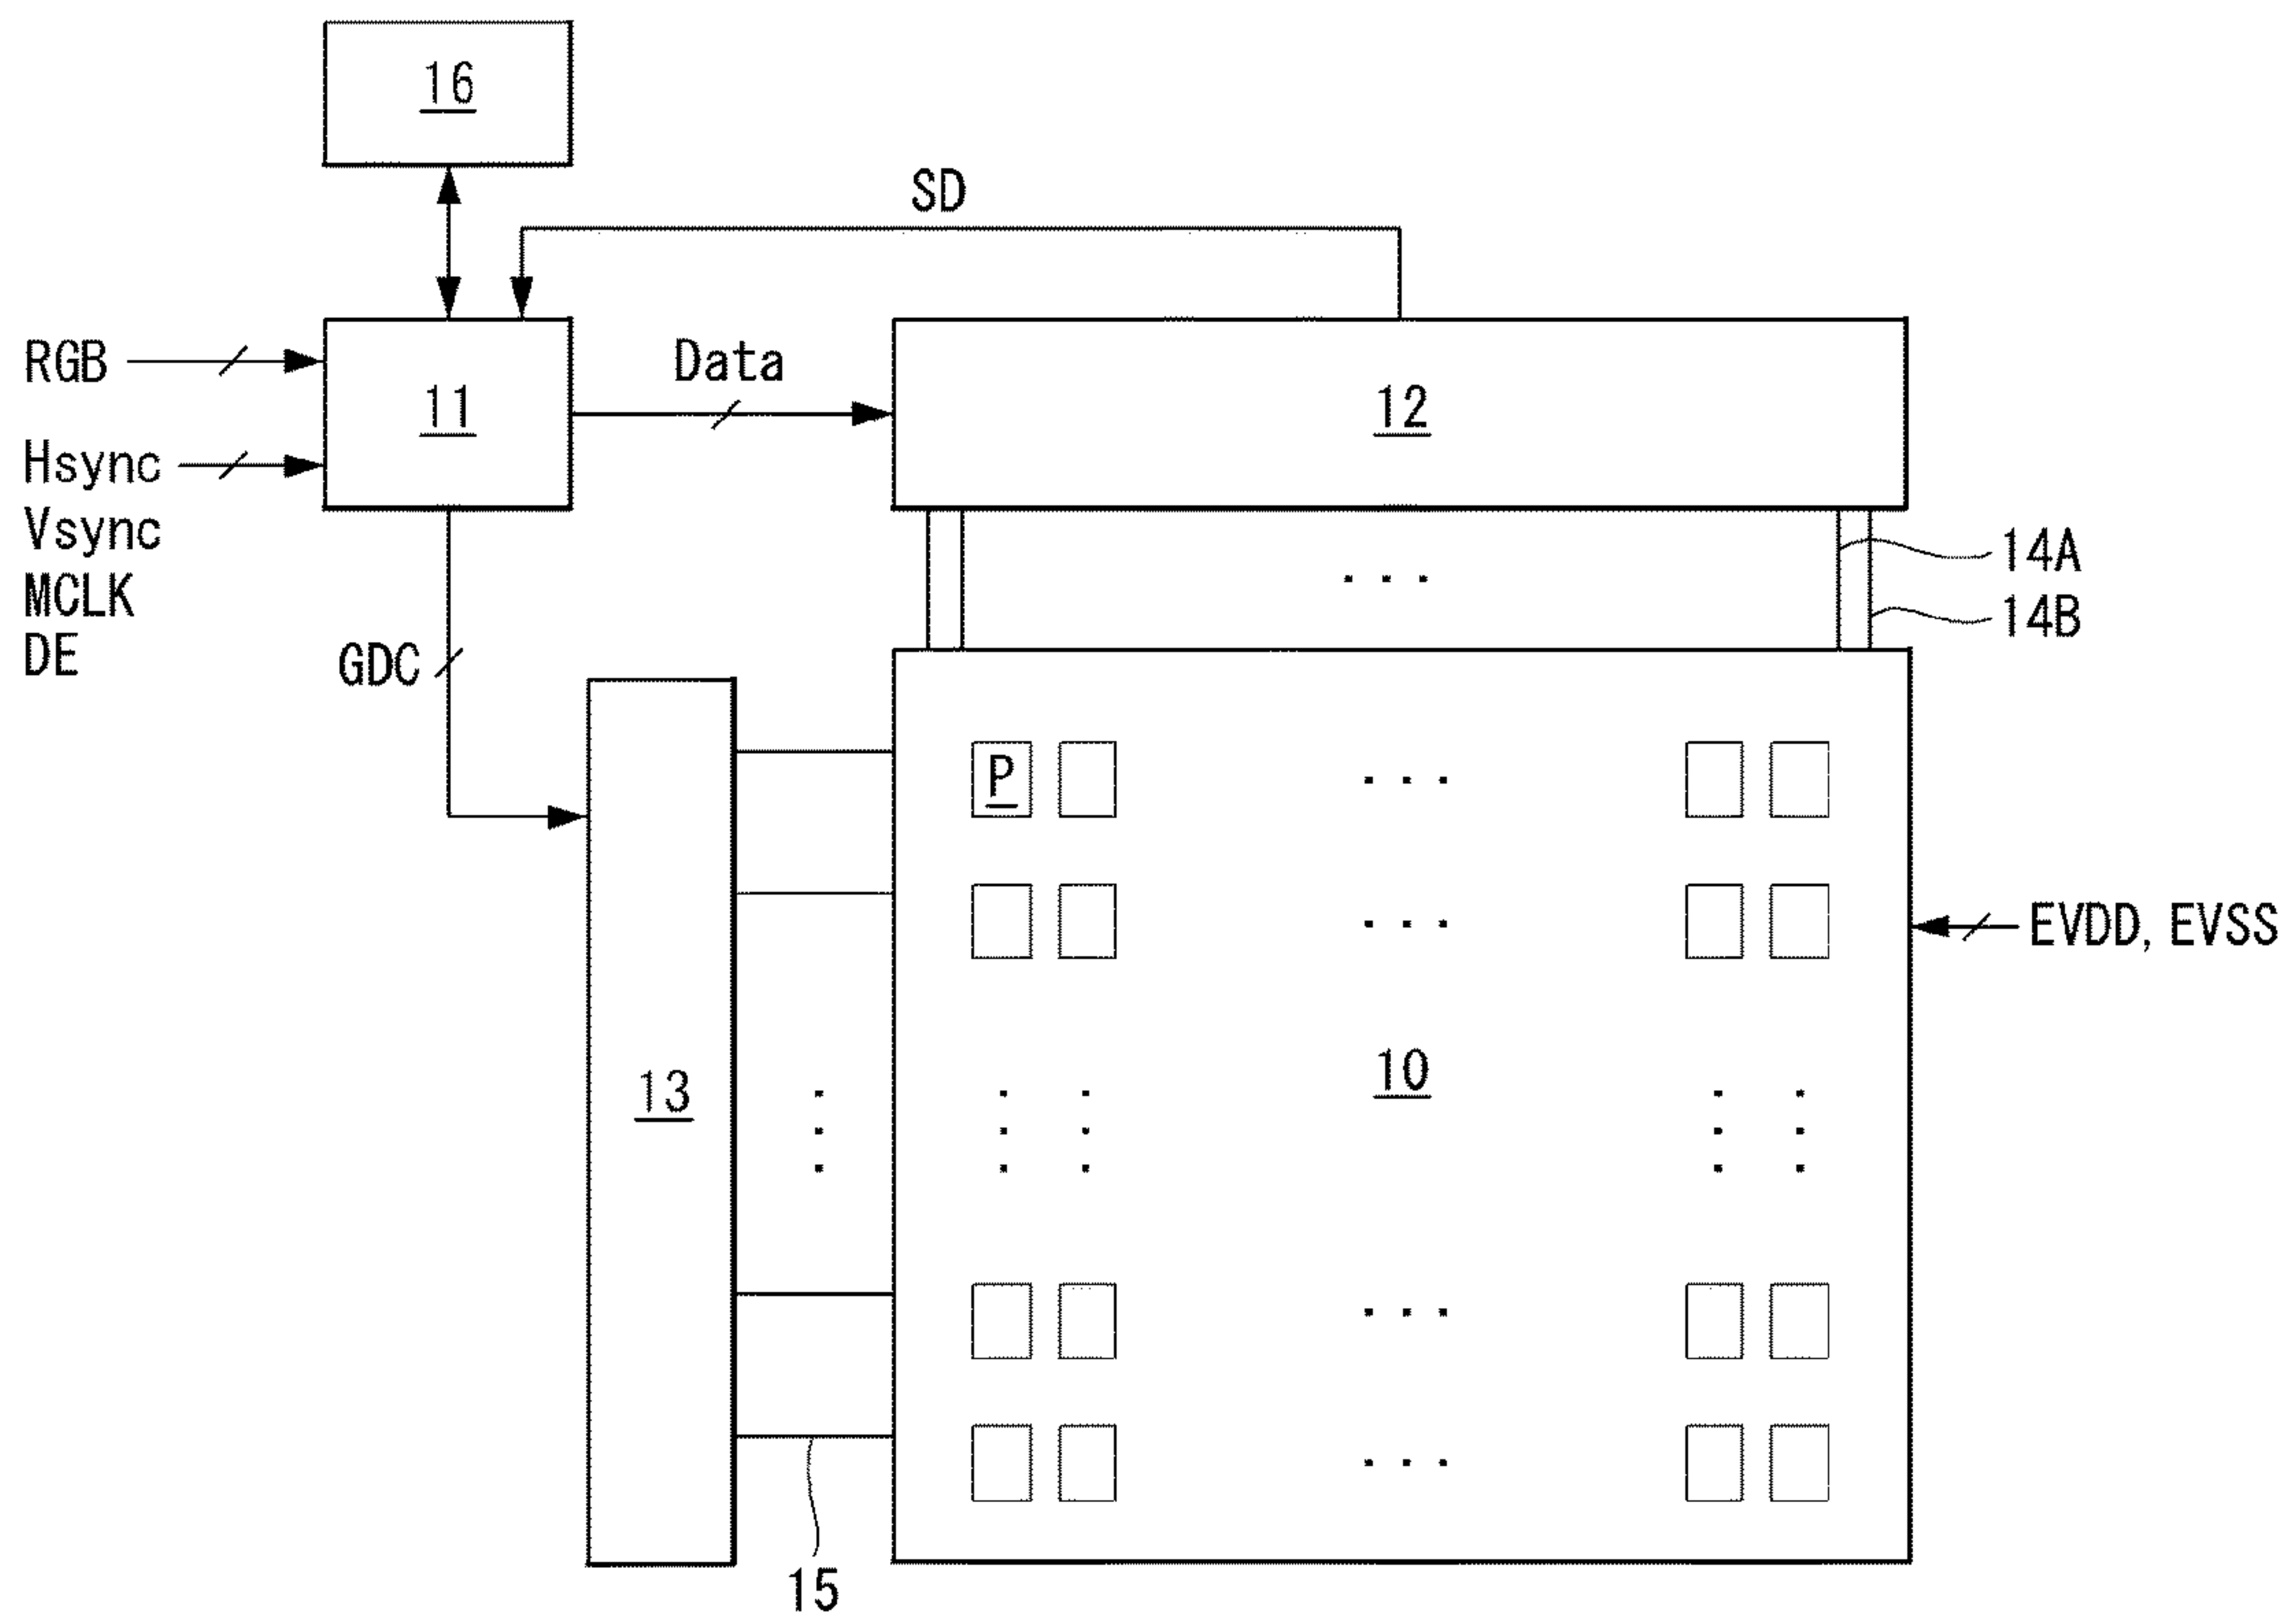 16
SD
RGB
11
Data
12
Hsync
Vsync
MCLK
DE
14A
14B
GDC
P
EVDD, EVSS
13
10
15